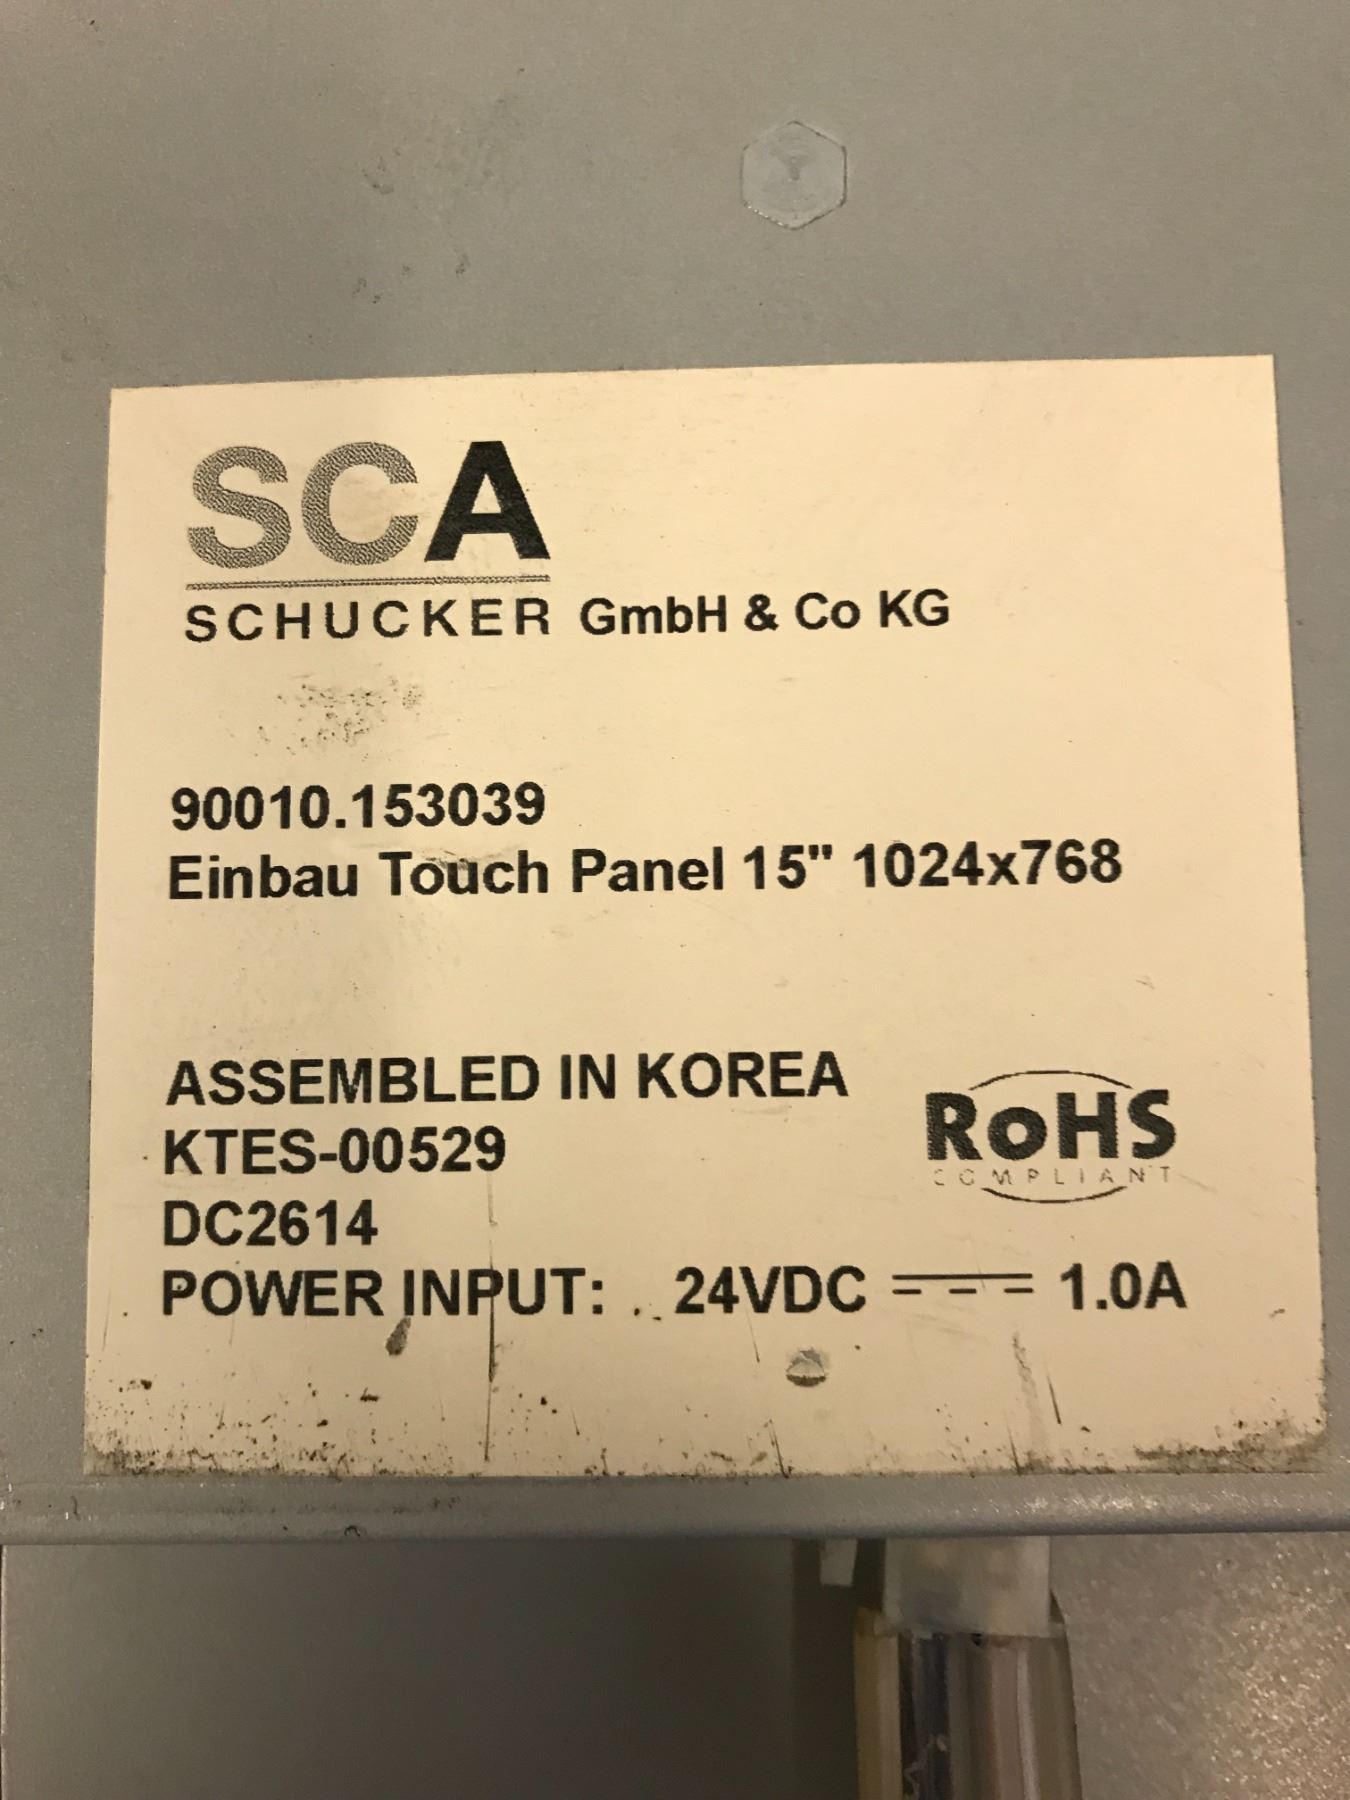 SCA
SCHUCKER GmbH & Co KG
90010.153039
Einbau Touch Panel 15" 1024x768
ASSEMBLED IN KOREA
KTES-00529
DC2614
POWER INPUT: 24VDC ⎓ 1.0A
RoHS
COMPLIANT